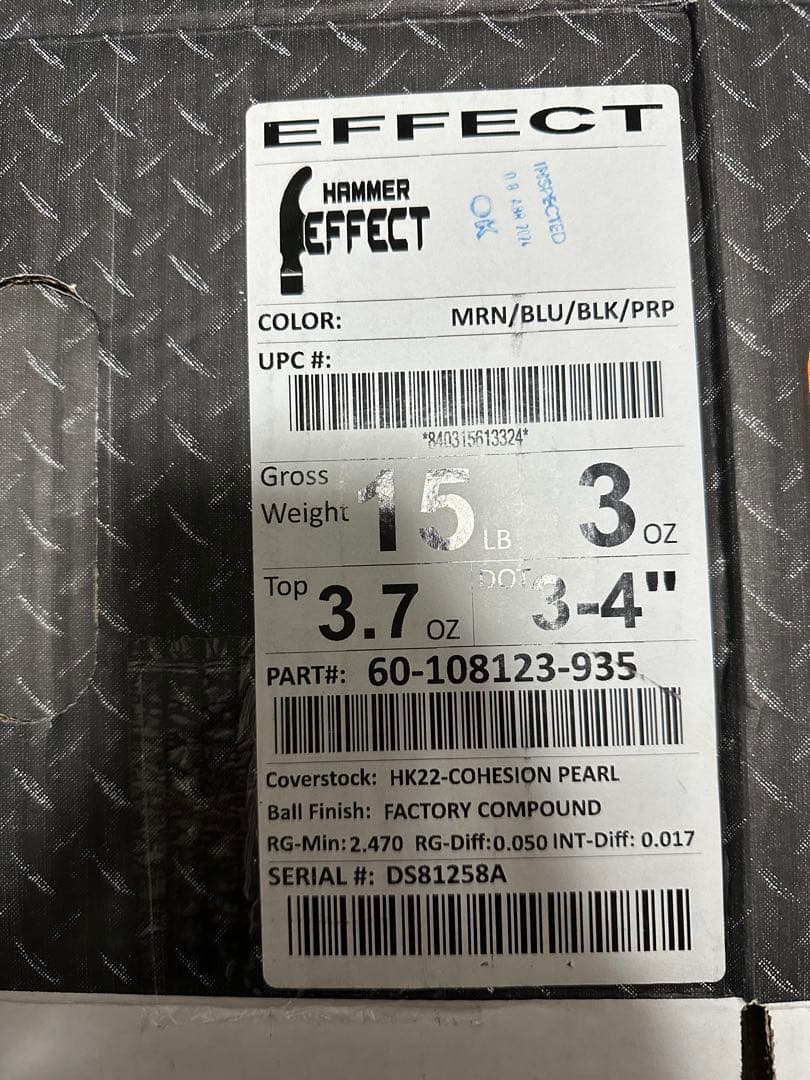 EFFECT
HAMMER
EFFECT
INSPECTED
OK
COLOR: MRN/BLU/BLK/PRP
UPC #:
*840315613324*
Gross Weight 15 LB 3 OZ
Top 3.7 OZ DOT 3-4"
PART#: 60-108123-935
Coverstock: HK22-COHESION PEARL
Ball Finish: FACTORY COMPOUND
RG-Min: 2.470 RG-Diff: 0.050 INT-Diff: 0.017
SERIAL #: DS81258A